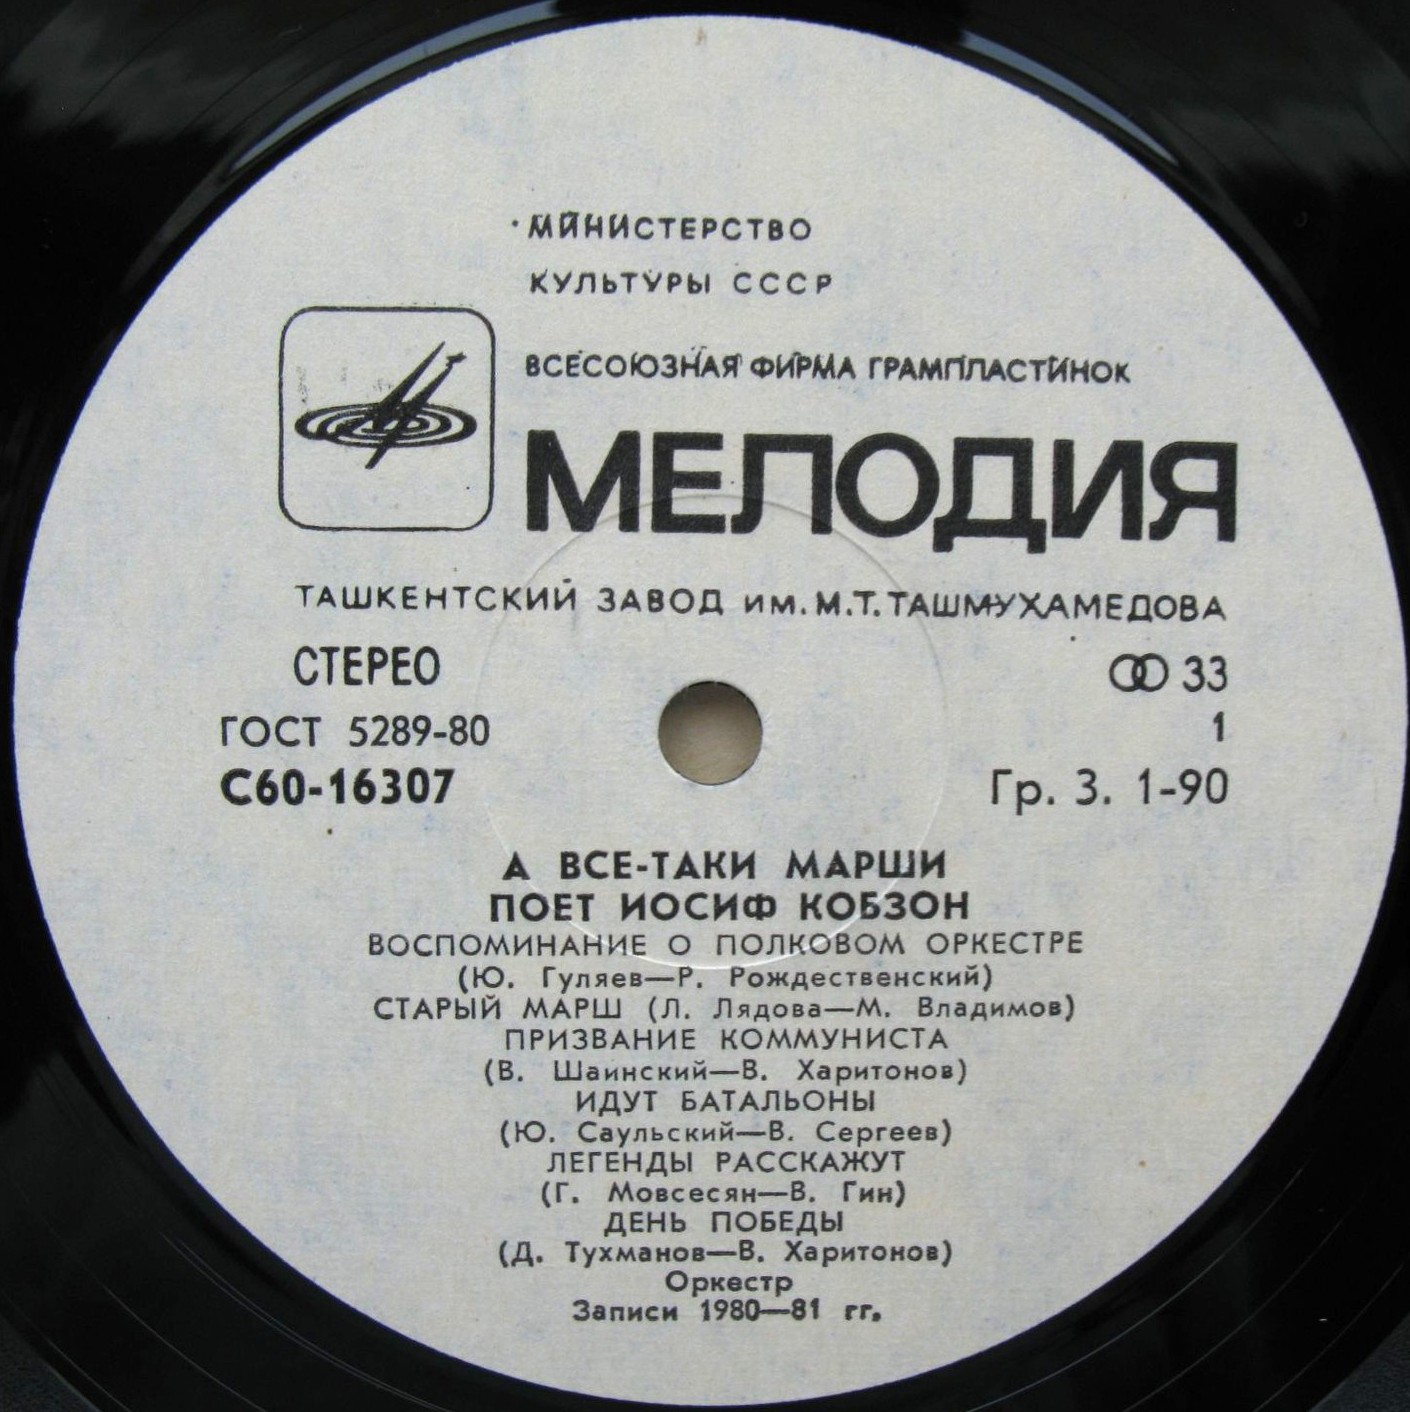 МИНИСТЕРСТВО
КУЛЬТУРЫ СССР
ВСЕСОЮЗНАЯ ФИРМА ГРАМПЛАСТИНОК
МЕЛОДИЯ
ТАШКЕНТСКИЙ ЗАВОД ИМ. М.Т. ТАШМУХАМЕДОВА
СТЕРЕО 33
ГОСТ 5289-80 1
С60-16307 Гр. 3. 1-90
А ВСЕ-ТАКИ МАРШИ
ПОЕТ ИОСИФ КОБЗОН
ВОСПОМИНАНИЕ О ПОЛКОВОМ ОРКЕСТРЕ
(Ю. Гуляев—Р. Рождественский)
СТАРЫЙ МАРШ (Л. Лядова—М. Владимов)
ПРИЗВАНИЕ КОММУНИСТА
(В. Шаинский—В. Харитонов)
ИДУТ БАТАЛЬОНЫ
(Ю. Саульский—В. Сергеев)
ЛЕГЕНДЫ РАССКАЖУТ
(Г. Мовсесян—В. Гин)
ДЕНЬ ПОБЕДЫ
(Д. Тухманов—В. Харитонов)
Оркестр
Записи 1980—81 гг.